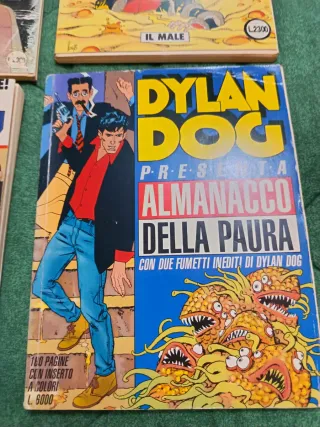 IL MALE
L.2300
DYLAN
DOG
PRESENTA
ALMANACCO
DELLA PAURA
CON DUE FUMETTI INEDITI DI DYLAN DOG
100 PAGINE
CON INSERTO
A COLORI
L. 6000